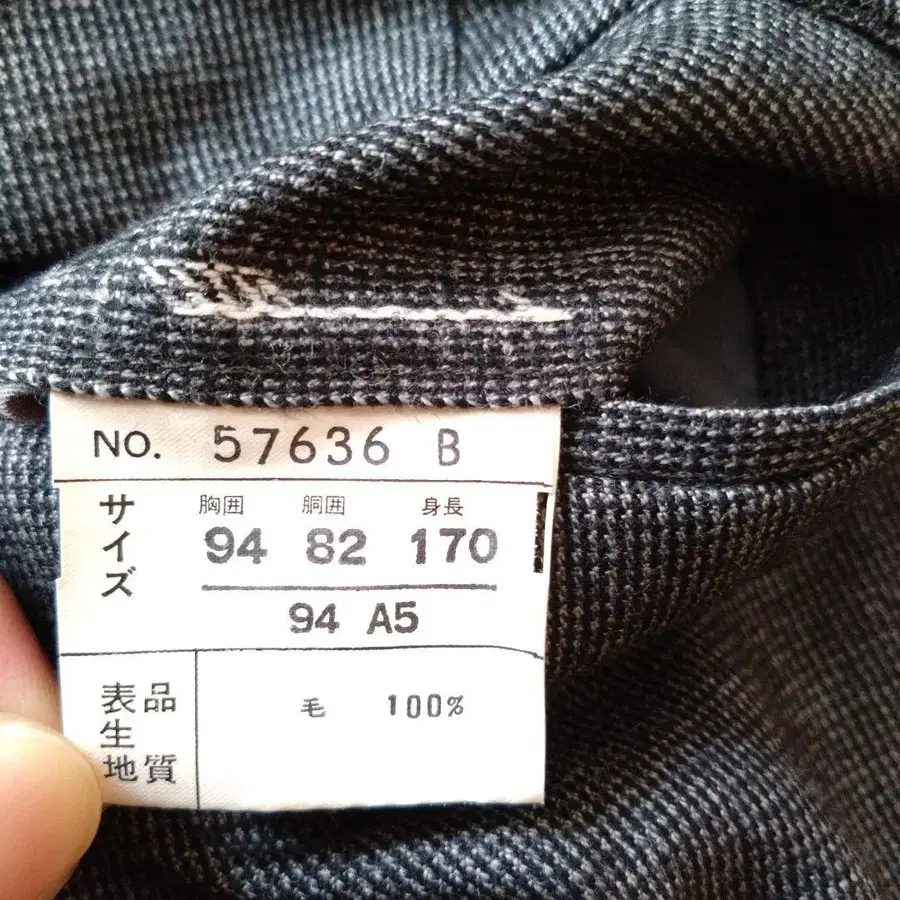 NO. 57636 B
サイズ
胸囲 胴囲 身長
94 82 170
94 A5
表生地
品質
毛 100%